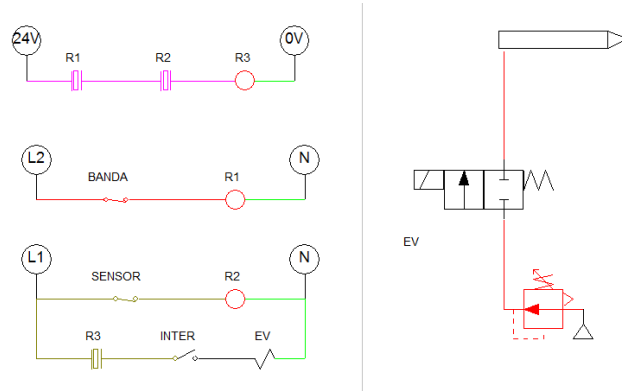 24V 0V
R1 R2 R3
L2 N
BANDA R1
L1 N
SENSOR R2
R3 INTER EV
EV